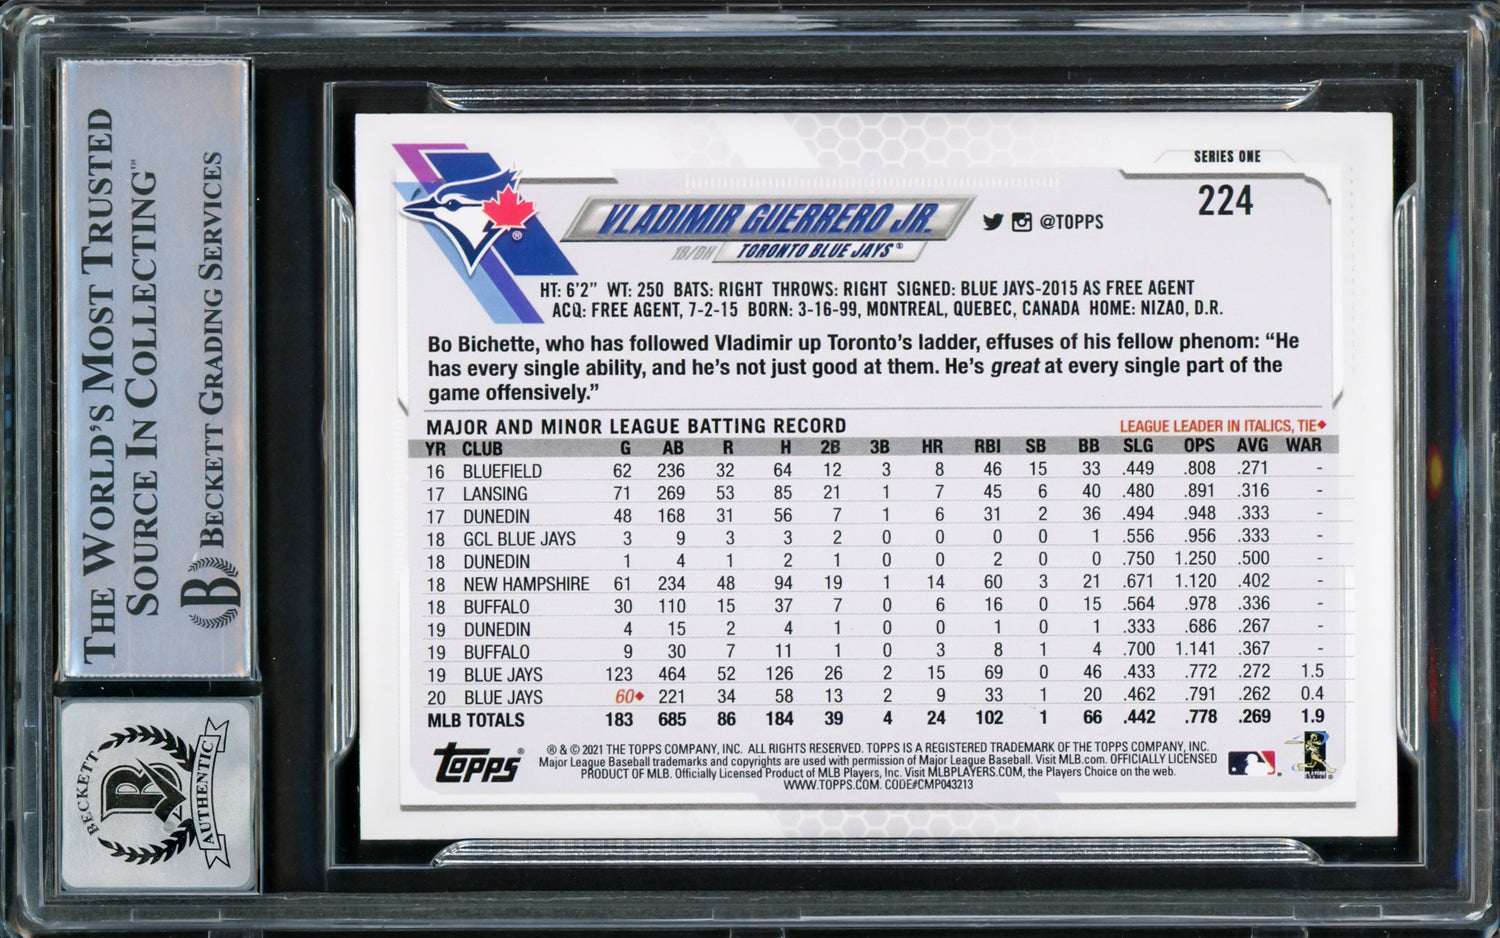 THE WORLD'S MOST TRUSTED
SOURCE IN COLLECTING™
BECKETT GRADING SERVICES
BECKETT
AUTHENTIC
SERIES ONE
224
VLADIMIR GUERRERO JR.
1B/DH TORONTO BLUE JAYS®
@TOPPS
HT: 6'2" WT: 250 BATS: RIGHT THROWS: RIGHT SIGNED: BLUE JAYS-2015 AS FREE AGENT
ACQ: FREE AGENT, 7-2-15 BORN: 3-16-99, MONTREAL, QUEBEC, CANADA HOME: NIZAO, D.R.
Bo Bichette, who has followed Vladimir up Toronto's ladder, effuses of his fellow phenom: “He
has every single ability, and he's not just good at them. He's great at every single part of the
game offensively.”
MAJOR AND MINOR LEAGUE BATTING RECORD
LEAGUE LEADER IN ITALICS, TIE◆
YR CLUB G AB R H 2B 3B HR RBI SB BB SLG OPS AVG WAR
16 BLUEFIELD 62 236 32 64 12 3 8 46 15 33 .449 .808 .271 -
17 LANSING 71 269 53 85 21 1 7 45 6 40 .480 .891 .316 -
17 DUNEDIN 48 168 31 56 7 1 6 31 2 36 .494 .948 .333 -
18 GCL BLUE JAYS 3 9 3 3 2 0 0 0 0 1 .556 .956 .333 -
18 DUNEDIN 1 4 1 2 1 0 0 2 0 0 .750 1.250 .500 -
18 NEW HAMPSHIRE 61 234 48 94 19 1 14 60 3 21 .671 1.120 .402 -
18 BUFFALO 30 110 15 37 7 0 6 16 0 15 .564 .978 .336 -
19 DUNEDIN 4 15 2 4 1 0 0 1 0 1 .333 .686 .267 -
19 BUFFALO 9 30 7 11 1 0 3 8 1 4 .700 1.141 .367 -
19 BLUE JAYS 123 464 52 126 26 2 15 69 0 46 .433 .772 .272 1.5
20 BLUE JAYS 60◆ 221 34 58 13 2 9 33 1 20 .462 .791 .262 0.4
MLB TOTALS 183 685 86 184 39 4 24 102 1 66 .442 .778 .269 1.9
topps®
® & © 2021 THE TOPPS COMPANY, INC. ALL RIGHTS RESERVED. TOPPS IS A REGISTERED TRADEMARK OF THE TOPPS COMPANY, INC.
Major League Baseball trademarks and copyrights are used with permission of Major League Baseball. Visit MLB.com. OFFICIALLY LICENSED
PRODUCT OF MLB. Officially Licensed Product of MLB Players, Inc. Visit MLBPLAYERS.COM, the Players Choice on the web.
WWW.TOPPS.COM. CODE#CMP043213